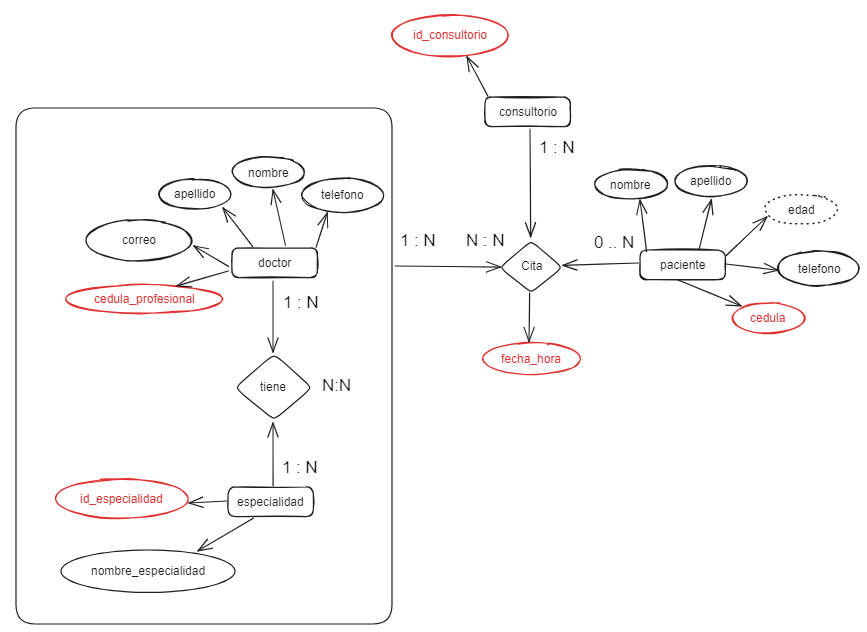 id_consultorio
consultorio
1 : N
nombre
apellido
telefono
correo
doctor
cedula_profesional
1 : N
tiene
N:N
1 : N
id_especialidad
especialidad
nombre_especialidad
1 : N
N : N
0 .. N
Cita
fecha_hora
nombre
apellido
edad
paciente
telefono
cedula